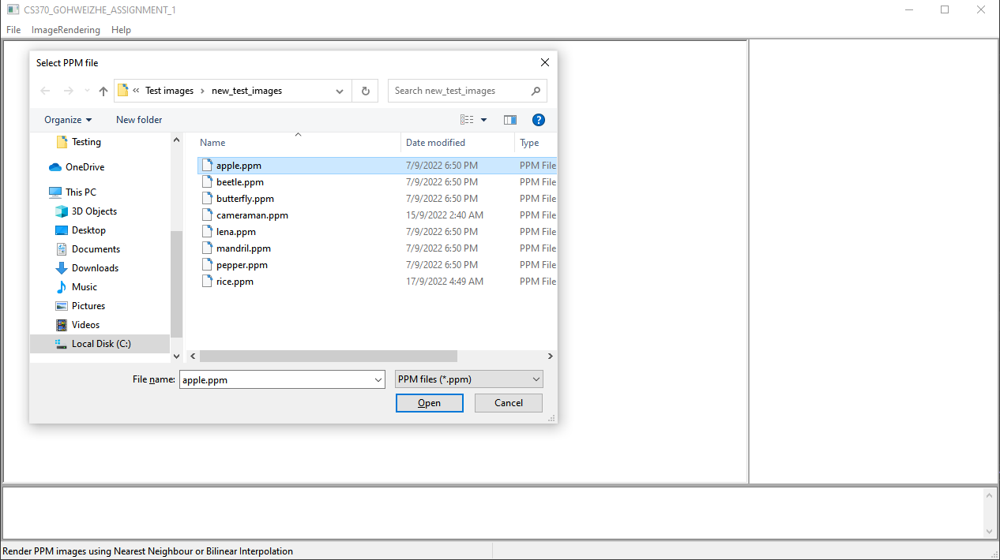 CS370_GOHWEIZHE_ASSIGNMENT_1
File ImageRendering Help
Select PPM file
« Test images › new_test_images
Search new_test_images
Organize New folder
Testing
OneDrive
This PC
3D Objects
Desktop
Documents
Downloads
Music
Pictures
Videos
Local Disk (C:)
Name Date modified Type
apple.ppm 7/9/2022 6:50 PM PPM File
beetle.ppm 7/9/2022 6:50 PM PPM File
butterfly.ppm 7/9/2022 6:50 PM PPM File
cameraman.ppm 15/9/2022 2:40 AM PPM File
lena.ppm 7/9/2022 6:50 PM PPM File
mandril.ppm 7/9/2022 6:50 PM PPM File
pepper.ppm 7/9/2022 6:50 PM PPM File
rice.ppm 17/9/2022 4:49 AM PPM File
File name: apple.ppm PPM files (*.ppm)
Open Cancel
Render PPM images using Nearest Neighbour or Bilinear Interpolation